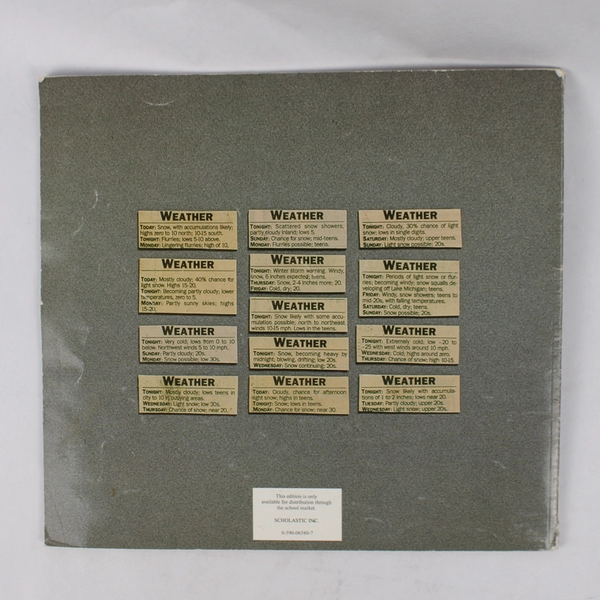 WEATHER
TODAY: Snow, with accumulations likely;
highs zero to 10 north; 10-15 south.
TONIGHT: Flurries; lows 5-10 above.
MONDAY: Lingering flurries; high of 10.
WEATHER
TODAY: Mostly cloudy; 40% chance for
light snow. Highs 15-20.
TONIGHT: Becoming partly cloudy; lower
temperatures, zero to 5.
MONDAY: Partly sunny skies; highs
15-20.
WEATHER
TONIGHT: Very cold; lows from 0 to 10
below. Northwest winds 5 to 10 mph.
SUNDAY: Partly cloudy; 20s.
MONDAY: Snow possible; low 30s.
WEATHER
TONIGHT: Mostly cloudy; lows teens in
city to 10 in outlying areas.
WEDNESDAY: Light snow; low 30s.
THURSDAY: Chance of snow; near 20.
WEATHER
TONIGHT: Scattered snow showers,
partly cloudy inland; lows 5.
SUNDAY: Chance for snow; mid-teens.
MONDAY: Flurries possible; teens.
WEATHER
TONIGHT: Winter storm warning. Windy,
snow, 6 inches expected; teens.
THURSDAY: Snow, 2-4 inches more; 20.
FRIDAY: Cold, dry; 20.
WEATHER
TONIGHT: Snow likely with some accu-
mulation possible; north to northeast
winds 10-15 mph. Lows in the teens.
WEATHER
TONIGHT: Snow, becoming heavy by
midnight; blowing, drifting; low 20s.
WEDNESDAY: Snow continuing; 20s.
WEATHER
TODAY: Cloudy, chance for afternoon
light snow; highs in teens.
TONIGHT: Snow; lows in teens.
MONDAY: Chance for snow; near 30.
WEATHER
TONIGHT: Cloudy, 30% chance of light
snow; lows in single digits.
SATURDAY: Mostly cloudy; upper teens.
SUNDAY: Light snow possible; 20s.
WEATHER
TONIGHT: Periods of light snow or flur-
ries; becoming windy; snow squalls de-
veloping off Lake Michigan; teens.
FRIDAY: Windy, snow showers; teens to
mid-20s, with falling temperatures.
SATURDAY: Cold, dry; teens.
SUNDAY: Snow possible; 20s.
WEATHER
TONIGHT: Extremely cold; low -20 to
-25 with west winds around 10 mph.
WEDNESDAY: Cold; highs around zero.
THURSDAY: Chance of snow; high 10-15.
WEATHER
TONIGHT: Snow likely with accumula-
tions of 1 to 2 inches; lows near 20.
TUESDAY: Partly cloudy; upper 20s.
WEDNESDAY: Light snow; upper 20s.
This edition is only
available for distribution through
the school market.
SCHOLASTIC INC.